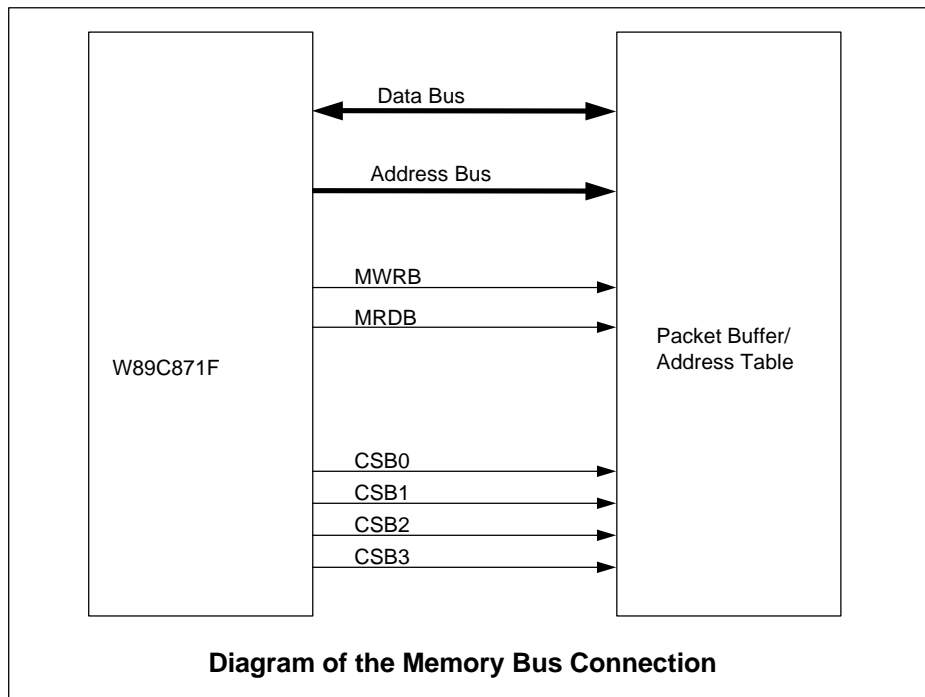 Data Bus
Address Bus
MWRB
MRDB
W89C871F
Packet Buffer/
Address Table
CSB0
CSB1
CSB2
CSB3
Diagram of the Memory Bus Connection